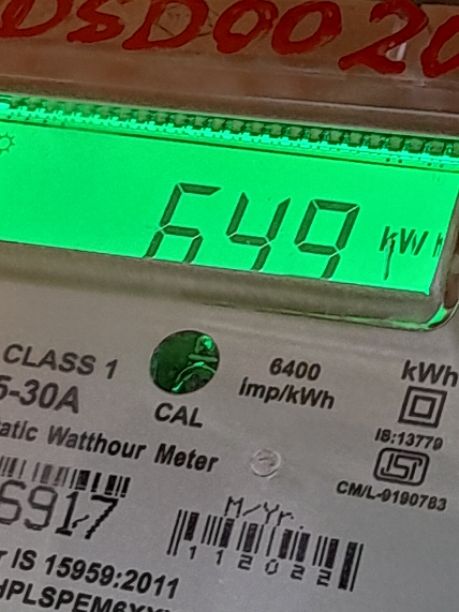 DSD0020
649 kWh
CLASS 1
5-30A
CAL
6400
imp/kWh
kWh
IS:13779
CM/L-9190783
atic Watthour Meter
6917
M/Yr.
112022
r IS 15959:2011